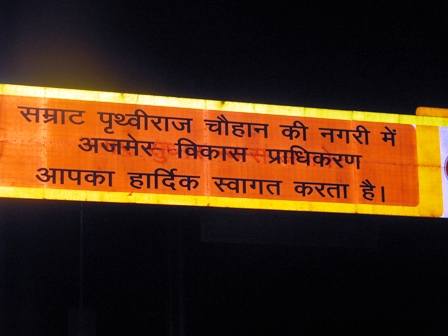 सम्राट पृथ्वीराज चौहान की नगरी में
अजमेर विकास प्राधिकरण
आपका हार्दिक स्वागत करता है।